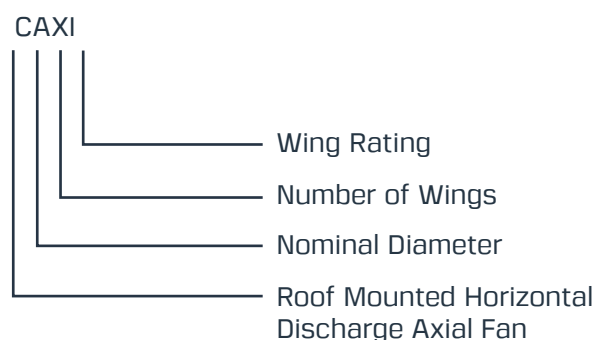 CAXI
Wing Rating
Number of Wings
Nominal Diameter
Roof Mounted Horizontal
Discharge Axial Fan